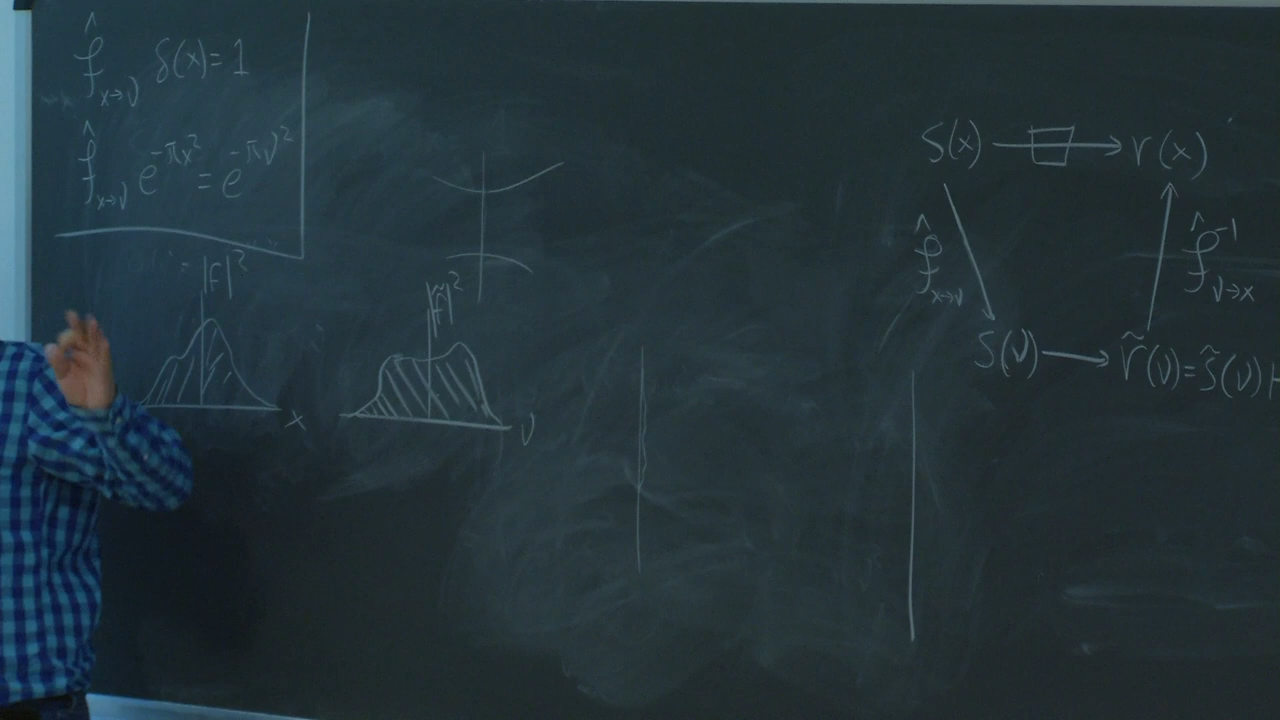 f̂ x→ν δ(x) = 1
f̂ x→ν e^{-πx²} = e^{-πν²}
|f|²
x
|f̃|²
ν
S(x) → r(x)
f̂ x→ν
f̂⁻¹ ν→x
S(ν) → r̃(ν) = s̃(ν)